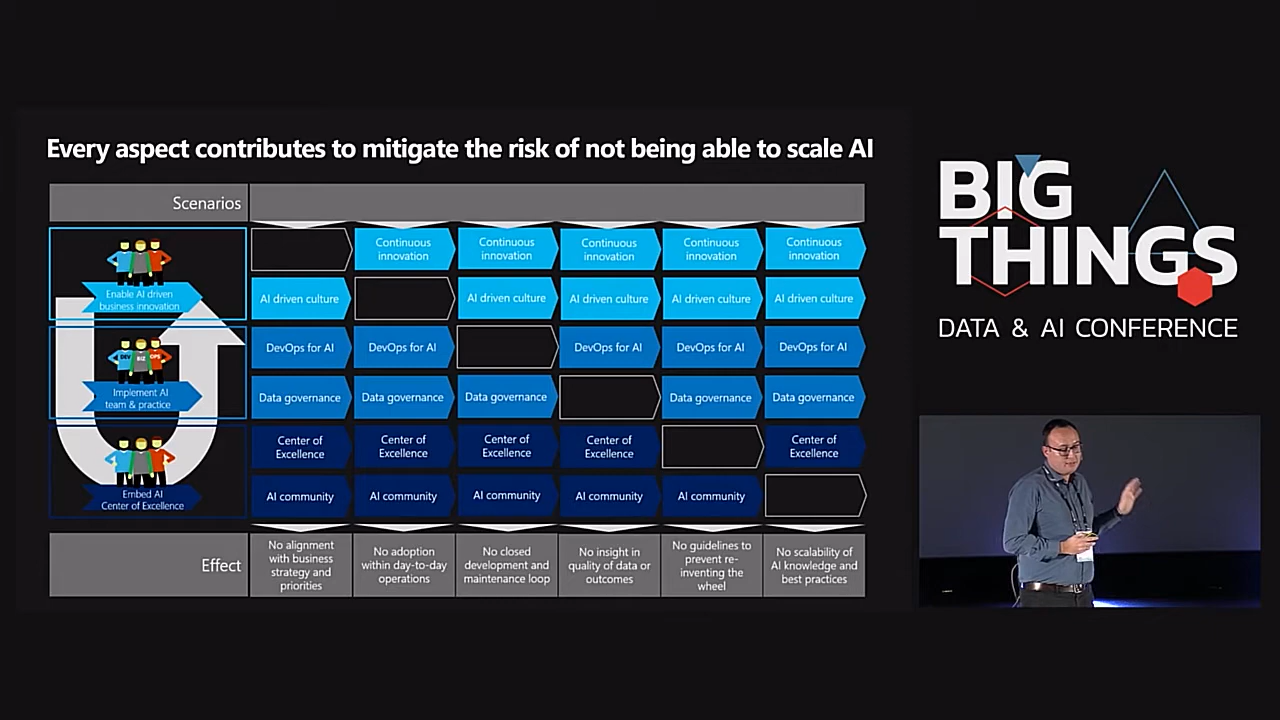 Every aspect contributes to mitigate the risk of not being able to scale AI
Scenarios
Enable AI driven
business innovation
Continuous
innovation
Continuous
innovation
Continuous
innovation
Continuous
innovation
Continuous
innovation
AI driven culture
AI driven culture
AI driven culture
AI driven culture
AI driven culture
DEV
BIZ
OPS
Implement AI
team & practice
DevOps for AI
DevOps for AI
DevOps for AI
DevOps for AI
DevOps for AI
Data governance
Data governance
Data governance
Data governance
Data governance
Embed AI
Center of Excellence
Center of
Excellence
Center of
Excellence
Center of
Excellence
Center of
Excellence
Center of
Excellence
AI community
AI community
AI community
AI community
AI community
Effect
No alignment
with business
strategy and
priorities
No adoption
within day-to-day
operations
No closed
development and
maintenance loop
No insight in
quality of data or
outcomes
No guidelines to
prevent re-
inventing the
wheel
No scalability of
AI knowledge and
best practices
BIG
THINGS
DATA & AI CONFERENCE